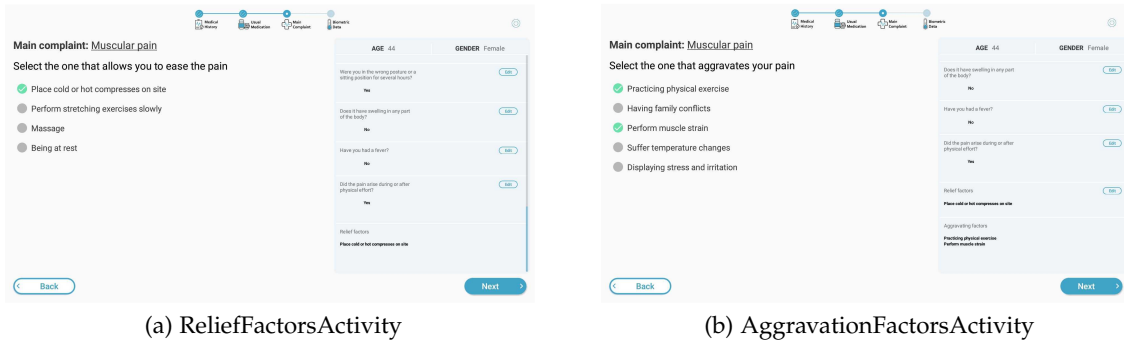 Medical History
Usual Medication
Main Complaint
Biometric Data
Main complaint: Muscular pain
Select the one that allows you to ease the pain
Place cold or hot compresses on site
Perform stretching exercises slowly
Massage
Being at rest
AGE 44 GENDER Female
Were you in the wrong posture or a
sitting position for several hours?
Edit
Yes
Does it have swelling in any part
of the body?
Edit
No
Have you had a fever?
Edit
No
Did the pain arise during or after
physical effort?
Edit
Yes
Relief factors
Place cold or hot compresses on site
Back
Next
(a) ReliefFactorsActivity
Medical History
Usual Medication
Main Complaint
Biometric Data
Main complaint: Muscular pain
Select the one that aggravates your pain
Practicing physical exercise
Having family conflicts
Perform muscle strain
Suffer temperature changes
Displaying stress and irritation
AGE 44 GENDER Female
Does it have swelling in any part
of the body?
Edit
No
Have you had a fever?
Edit
No
Did the pain arise during or after
physical effort?
Edit
Yes
Relief factors
Edit
Place cold or hot compresses on site
Aggravating factors
Practicing physical exercise
Perform muscle strain
Back
Next
(b) AggravationFactorsActivity